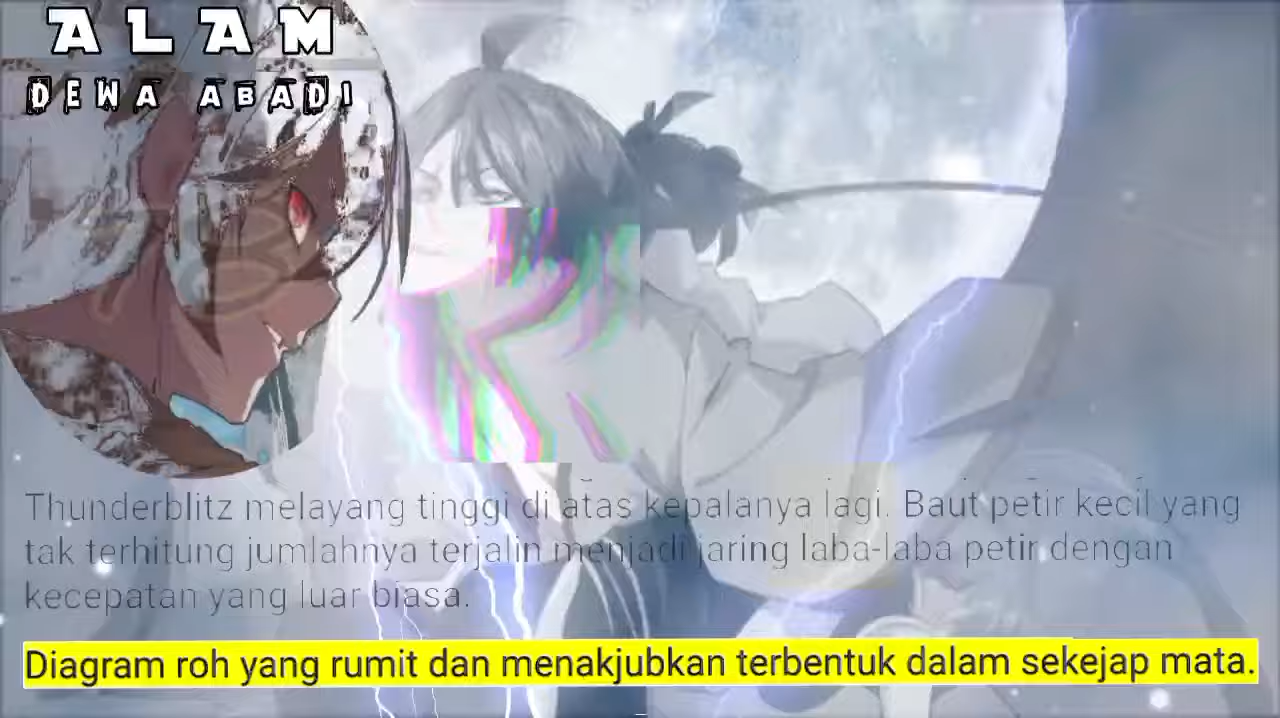 ALAM
DEWA ABADI
Thunderblitz melayang tinggi di atas kepalanya lagi. Baut petir kecil yang
tak terhitung jumlahnya terjalin menjadi jaring laba-laba petir dengan
kecepatan yang luar biasa.
Diagram roh yang rumit dan menakjubkan terbentuk dalam sekejap mata.